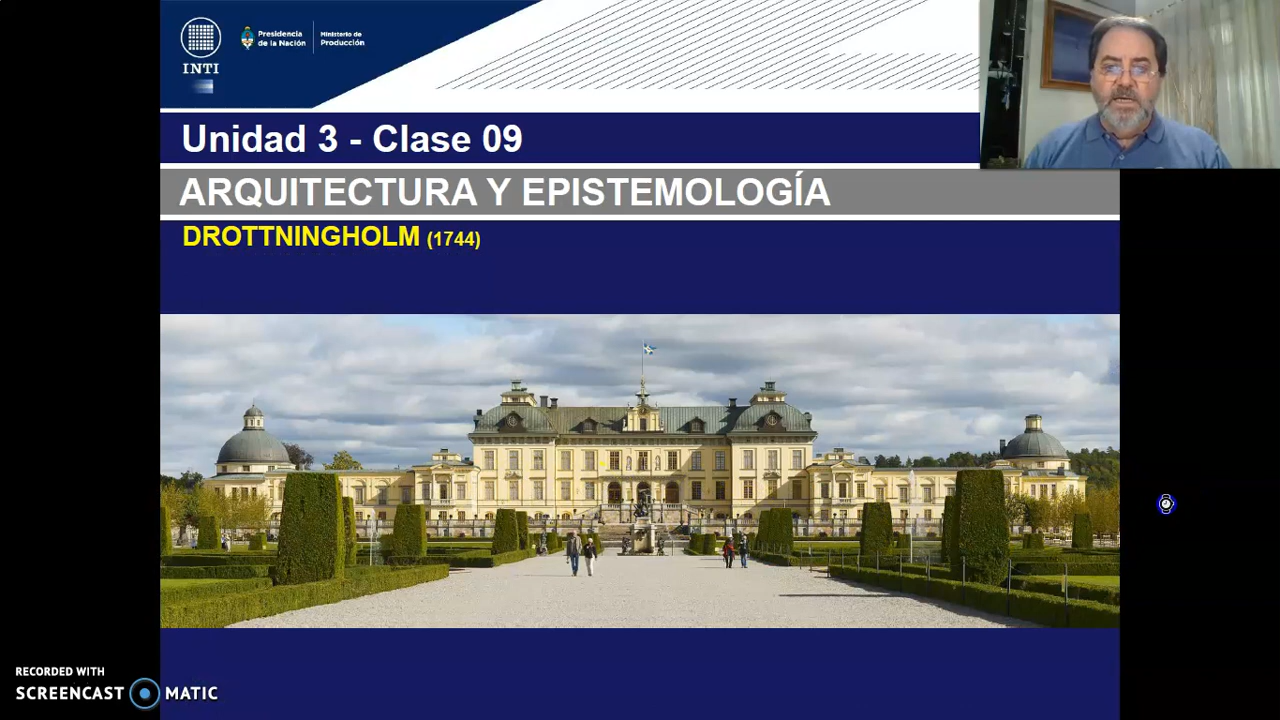 INTI
Presidencia
de la Nación
Ministerio de
Producción
Unidad 3 - Clase 09
ARQUITECTURA Y EPISTEMOLOGÍA
DROTTNINGHOLM (1744)
RECORDED WITH
SCREENCAST MATIC